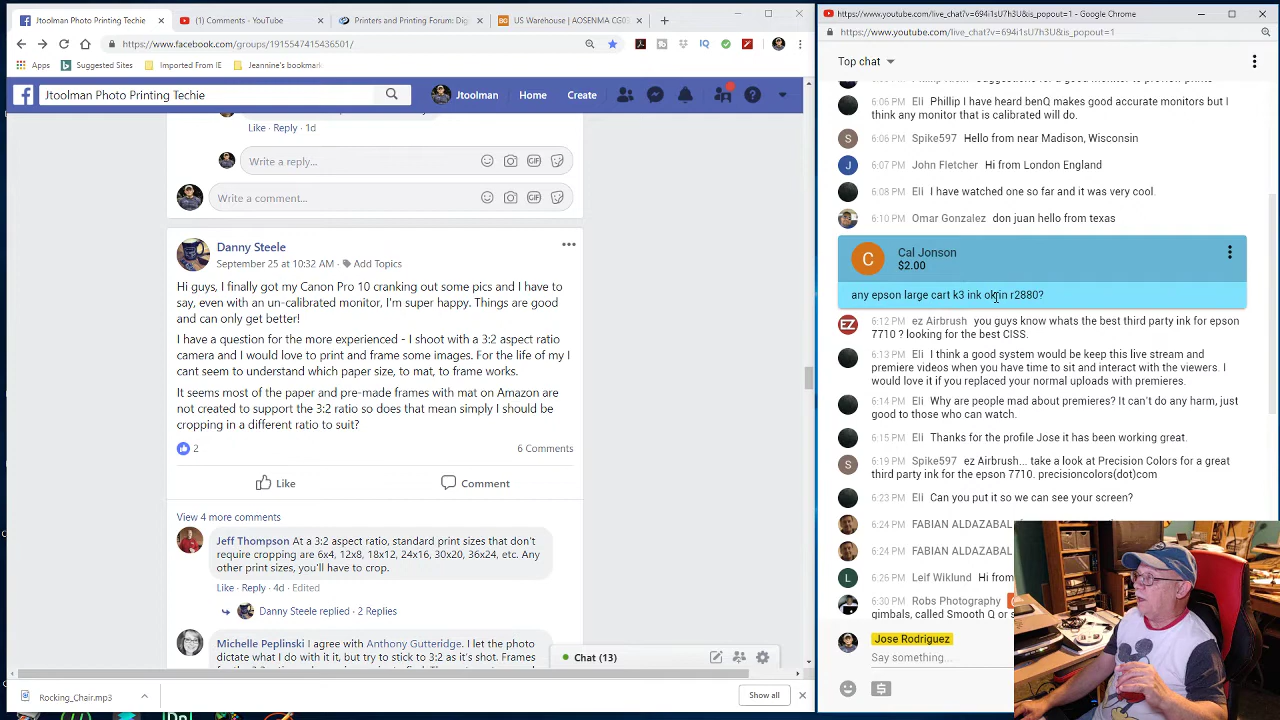 Jtoolman Photo Printing Techie
(1) Comments - YouTube
Printers and Printing Forum: Dig
US Warehouse | AOSENMA CG03
https://www.facebook.com/groups/191554741436501/
Apps
Suggested Sites
Imported From IE
Jeannine's bookmark
Jtoolman Photo Printing Techie
Jtoolman
Home
Create
Like · Reply · 1d
Write a reply...
Write a comment...
Danny Steele
September 25 at 10:32 AM · Add Topics
Hi guys, I finally got my Canon Pro 10 cranking out some pics and I have to
say, even with an un-calibrated monitor, I'm super happy. Things are good
and can only get better!
I have a question for the more experienced - I shoot with a 3:2 aspect ratio
camera and I would love to print and frame some images. For the life of my I
cant seem to understand which paper size, to mat, to frame works.
It seems most of the paper and pre-made frames with mat on Amazon are
not created to support the 3:2 ratio so does that mean simply I should be
cropping in a different ratio to suit?
2
6 Comments
Like
Comment
View 4 more comments
Jeff Thompson At a 3:2 aspect ratio, standard print sizes that don't
require cropping are 6x4, 12x8, 18x12, 24x16, 30x20, 36x24, etc. Any
other print sizes, you'll have to crop.
Like · Reply · 4d · Edited
Danny Steele replied · 2 Replies
Michelle Peplinski I agree with Anthony Gutteridge. I let the photo
dictate what I do with it, but try to stick to 3:2 as it's shot. Frames
Chat (13)
Rocking_Chair.mp3
Show all
https://www.youtube.com/live_chat?v=694i1sU7h3U&is_popout=1 - Google Chrome
https://www.youtube.com/live_chat?v=694i1sU7h3U&is_popout=1
Top chat
6:06 PM Eli Phillip I have heard benQ makes good accurate monitors but I
think any monitor that is calibrated will do.
6:06 PM Spike597 Hello from near Madison, Wisconsin
6:07 PM John Fletcher Hi from London England
6:08 PM Eli I have watched one so far and it was very cool.
6:10 PM Omar Gonzalez don juan hello from texas
Cal Jonson
$2.00
any epson large cart k3 ink ok in r2880?
6:12 PM ez Airbrush you guys know whats the best third party ink for epson
7710 ? looking for the best CISS.
6:13 PM Eli I think a good system would be keep this live stream and
premiere videos when you have time to sit and interact with the viewers. I
would love it if you replaced your normal uploads with premieres.
6:14 PM Eli Why are people mad about premieres? It can't do any harm, just
good to those who can watch.
6:15 PM Eli Thanks for the profile Jose it has been working great.
6:19 PM Spike597 ez Airbrush... take a look at Precision Colors for a great
third party ink for the epson 7710. precisioncolors(dot)com
6:23 PM Eli Can you put it so we can see your screen?
6:24 PM FABIAN ALDAZABAL
6:24 PM FABIAN ALDAZABAL
6:26 PM Leif Wiklund Hi from
6:30 PM Robs Photography
gimbals, called Smooth Q or
Jose Rodriguez
Say something...